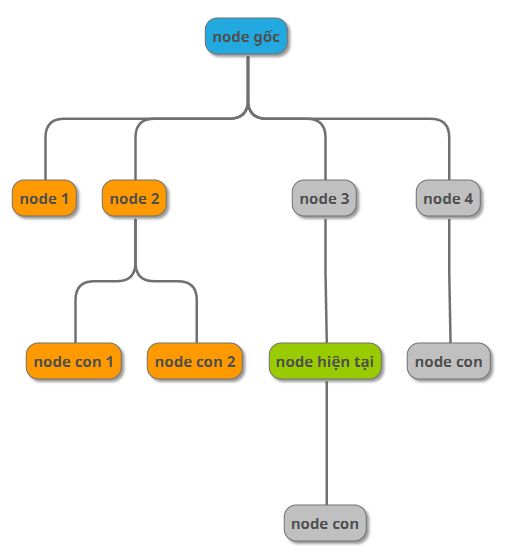 node gốc
node 1
node 2
node 3
node 4
node con 1
node con 2
node hiện tại
node con
node con